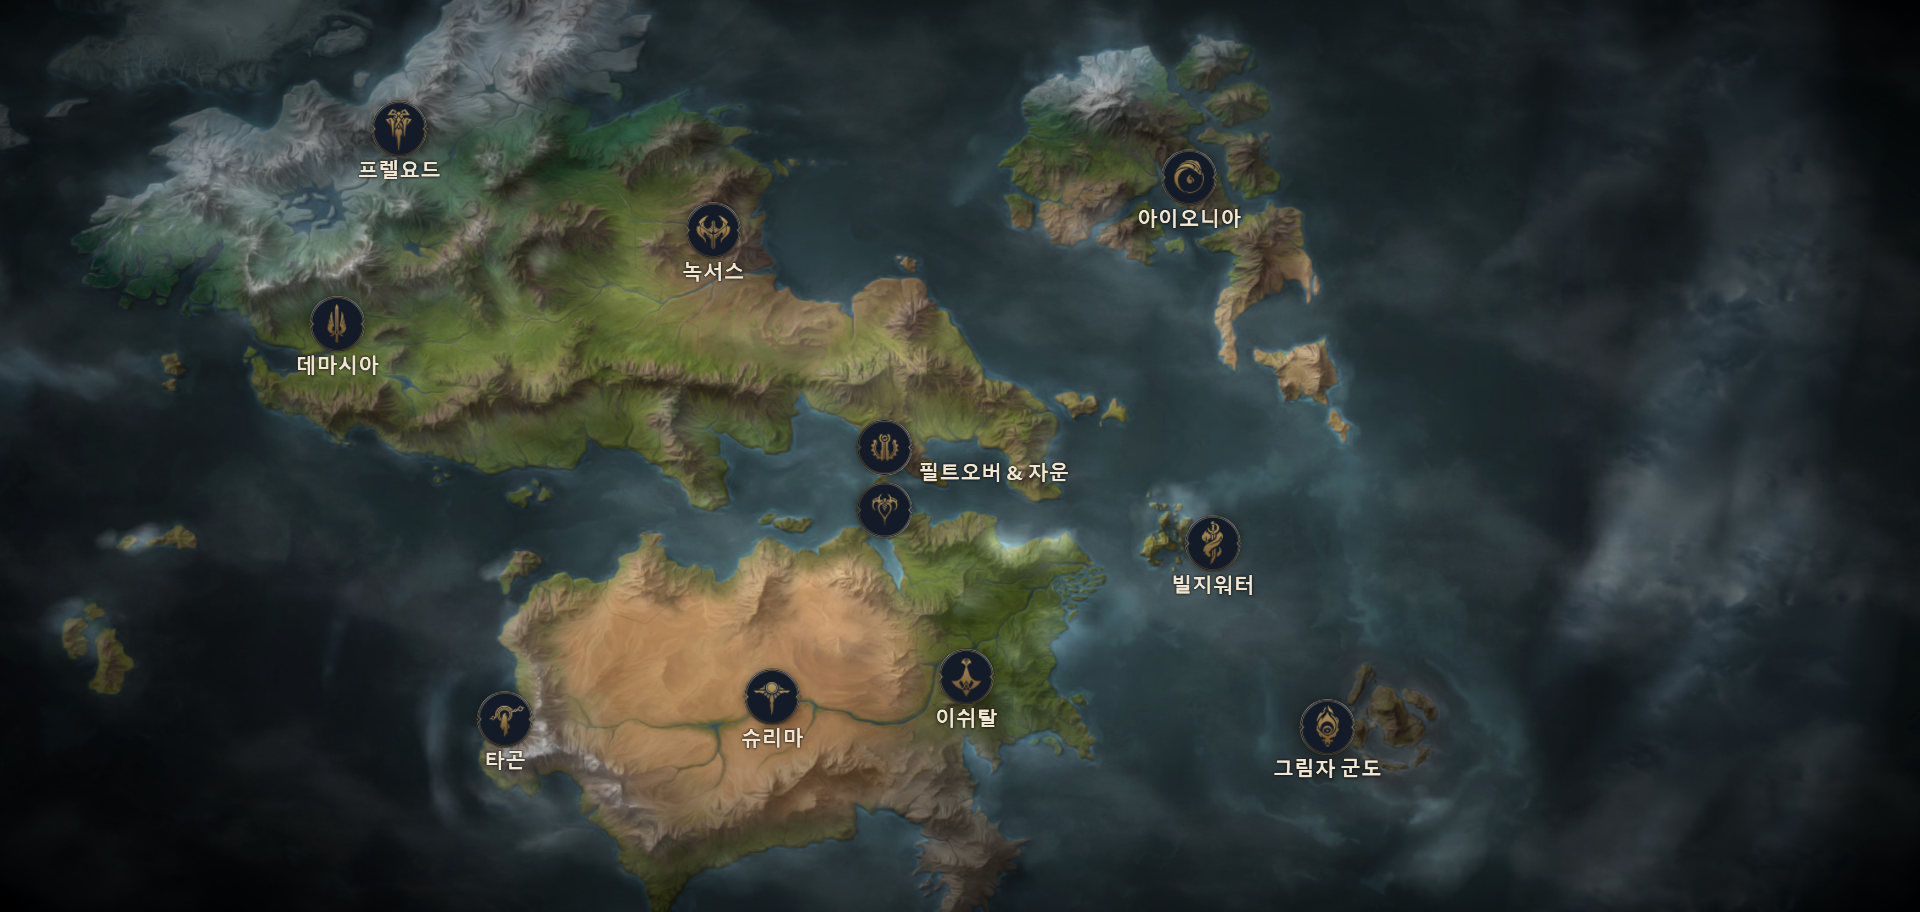 프렐요드
아이오니아
녹서스
데마시아
필트오버 & 자운
빌지워터
이쉬탈
슈리마
타곤
그림자 군도